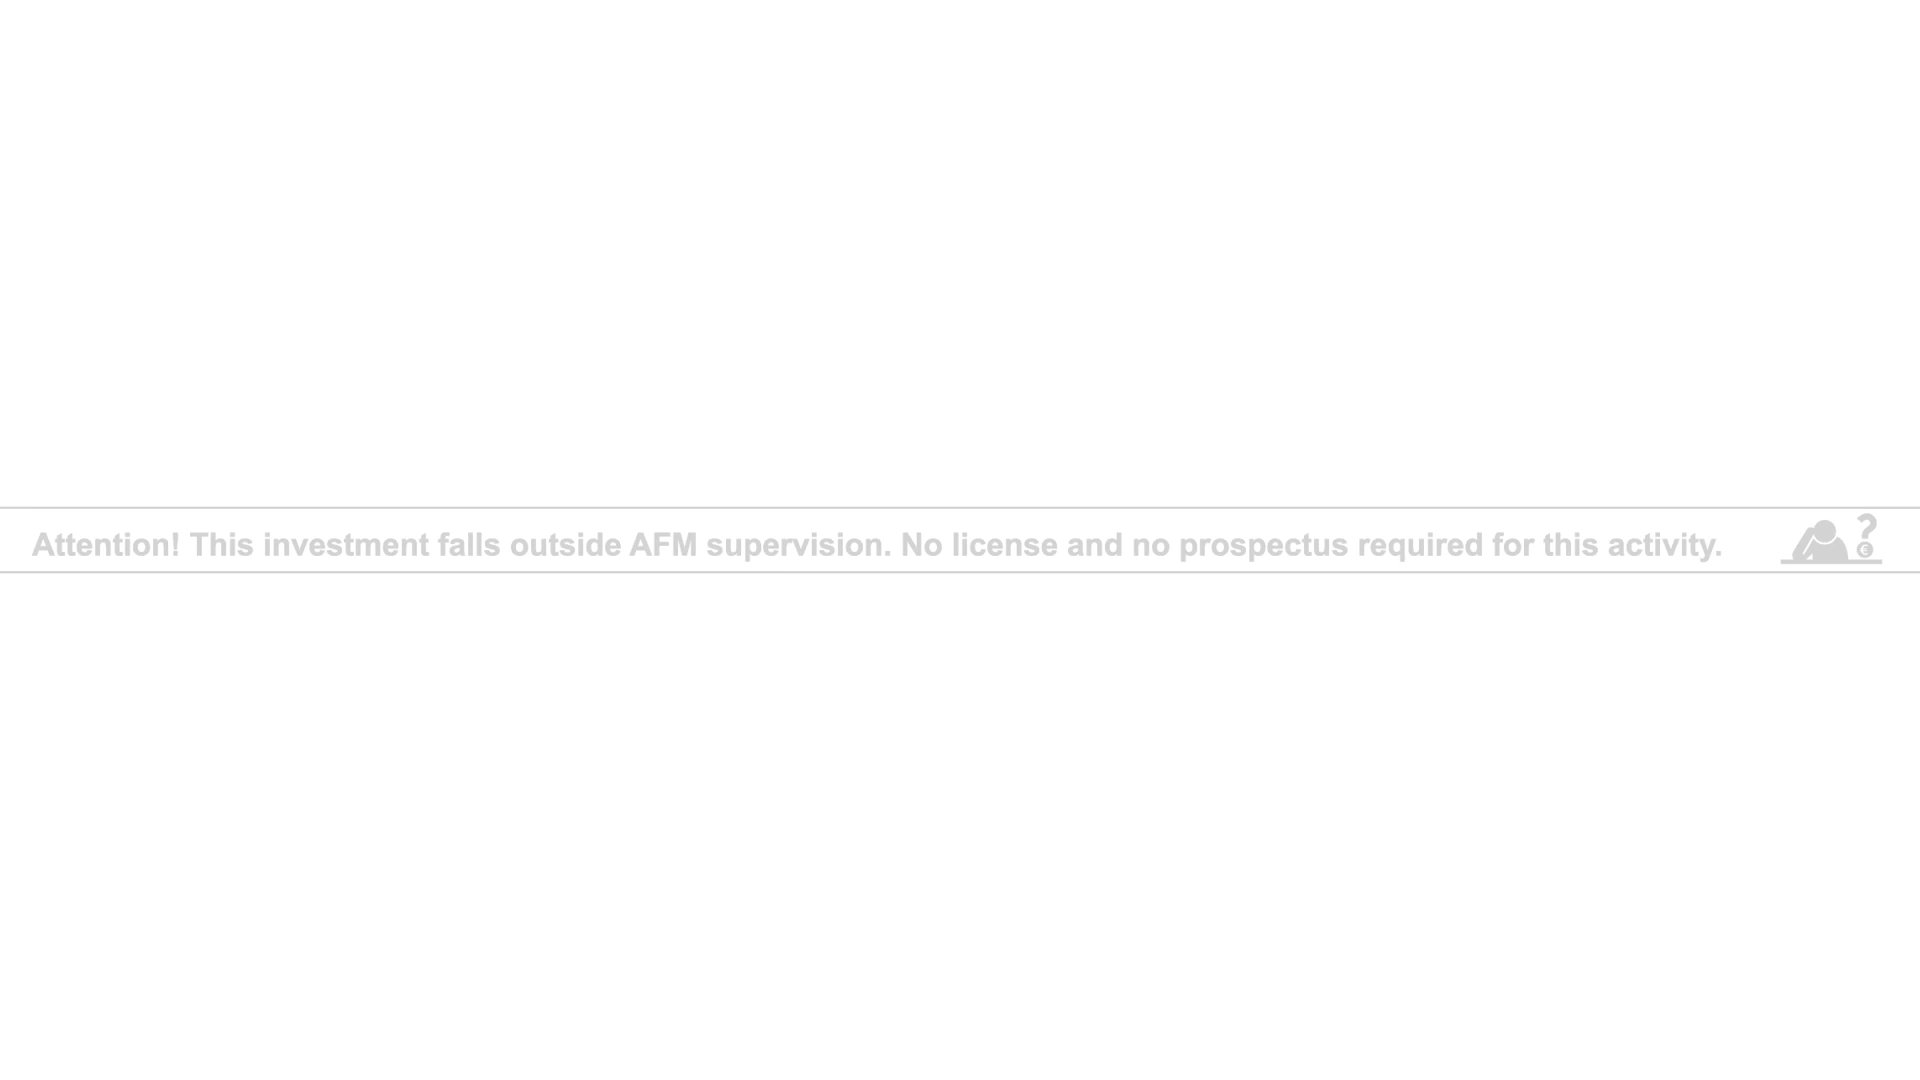 Attention! This investment falls outside AFM supervision. No license and no prospectus required for this activity.
?
€